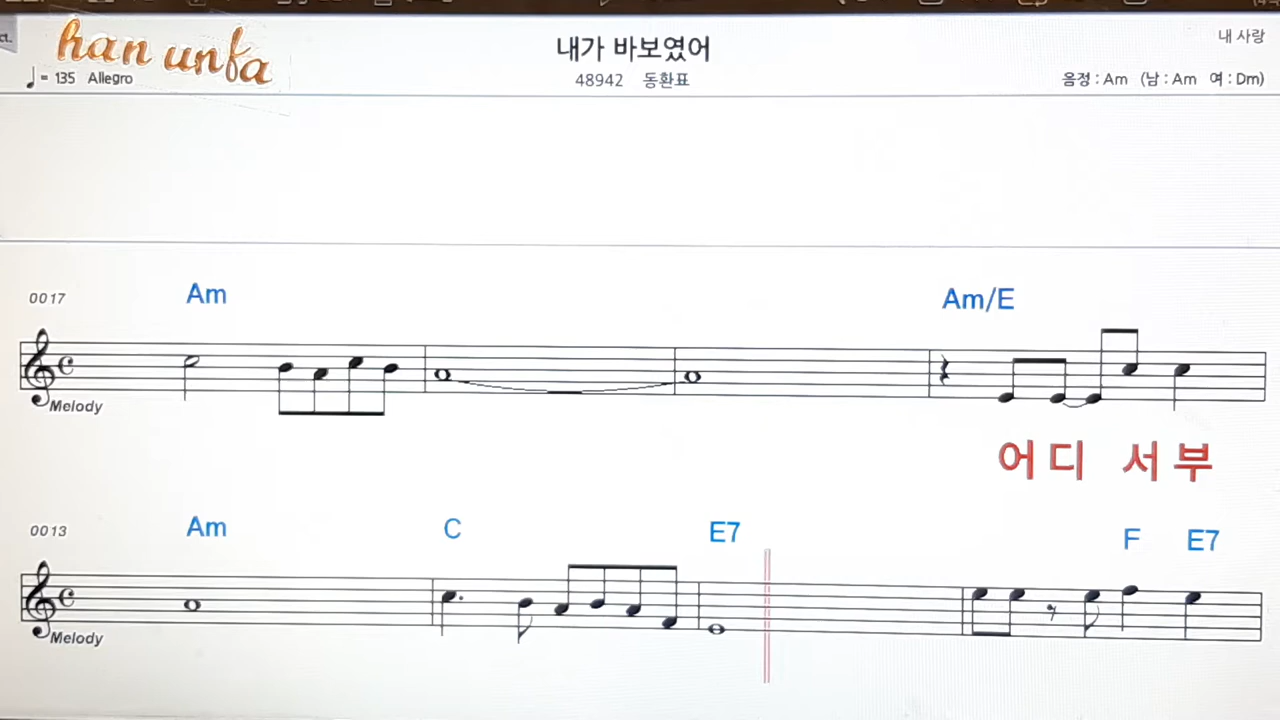 ct.
han unfa
내가 바보였어
내 사랑
♩ = 135 Allegro
48942 동환표
음정 : Am (남 : Am 여 : Dm)
0017
Am
Am/E
Melody
어디 서부
0013
Am
C
E7
F
E7
Melody